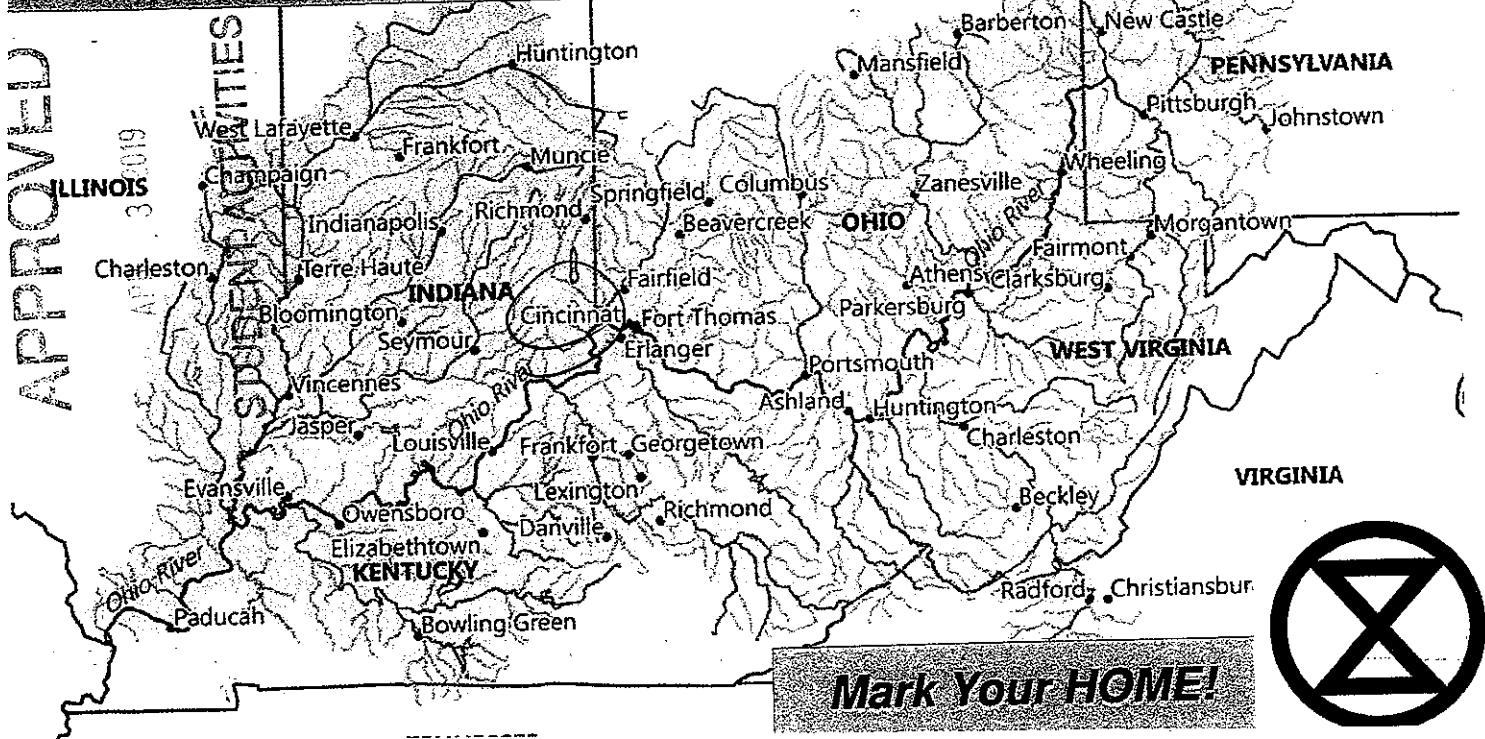 APPROVED
3 2019
STUDENT ACTIVITIES
Barberton
New Castle
Huntington
Mansfield
PENNSYLVANIA
Pittsburgh
Johnstown
West Lafayette
Frankfort
Muncie
Wheeling
ILLINOIS
Champaign
Springfield
Columbus
Zanesville
Indianapolis
Richmond
Beavercreek
OHIO
Ohio River
Morgantown
Fairmont
Charleston
Terre Haute
Fairfield
Athens
Clarksburg
INDIANA
Bloomington
Cincinnati
Fort Thomas
Parkersburg
Seymour
Erlanger
WEST VIRGINIA
Portsmouth
Vincennes
Ohio River
Ashland
Huntington
Jasper
Louisville
Frankfort
Georgetown
Charleston
VIRGINIA
Evansville
Lexington
Beckley
Owensboro
Danville
Richmond
Elizabethtown
KENTUCKY
Ohio River
Radford
Christiansbur
Paducah
Bowling Green
Mark Your HOME!